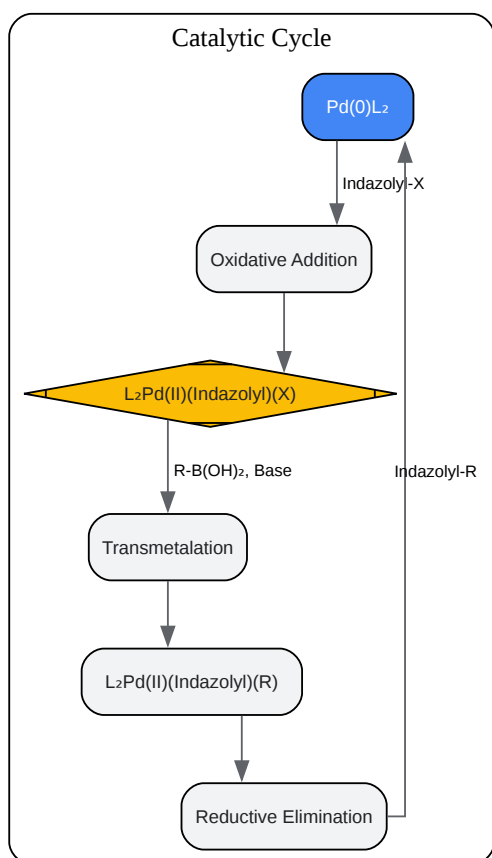 Catalytic Cycle
Pd(0)L₂
Indazolyl-X
Oxidative Addition
L₂Pd(II)(Indazolyl)(X)
R-B(OH)₂, Base
Indazolyl-R
Transmetalation
L₂Pd(II)(Indazolyl)(R)
Reductive Elimination